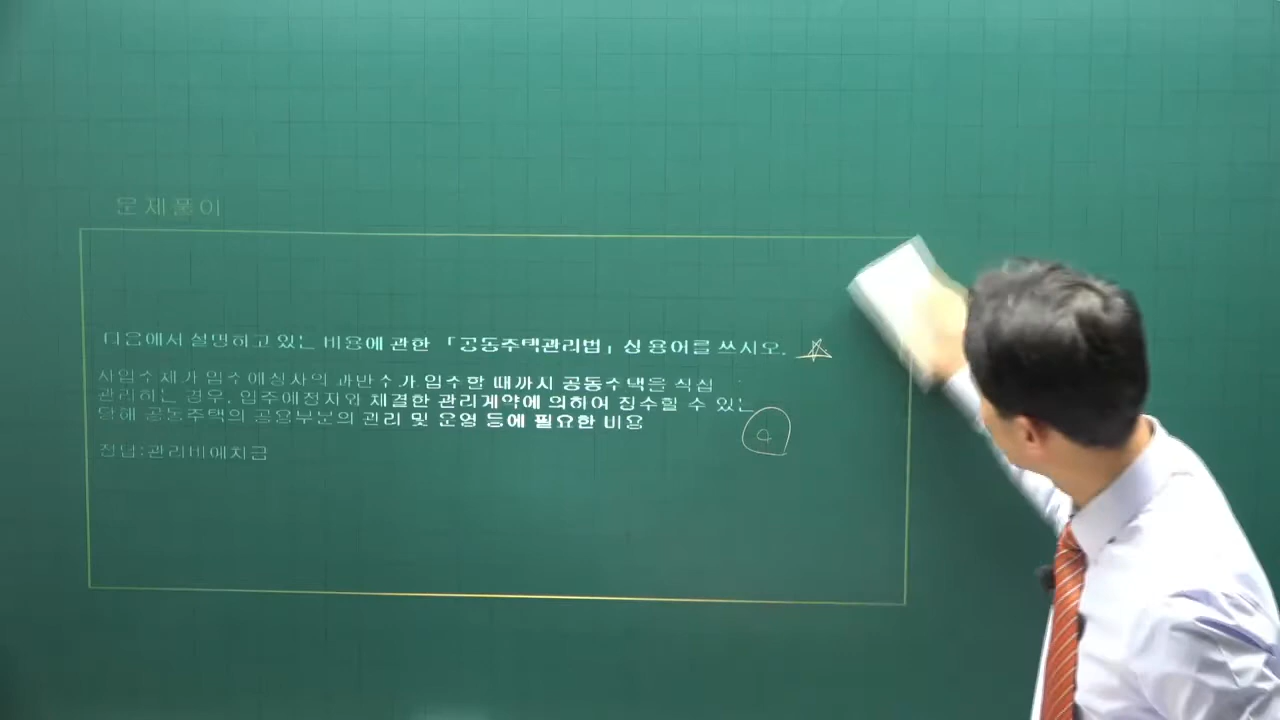 문제풀이
다음에서 설명하고 있는 비용에 관한 「공동주택관리법」상 용어를 쓰시오.
사업주체가 입주예정자의 과반수가 입주할 때까지 공동주택을 직접
관리하는 경우, 입주예정자와 체결한 관리계약에 의하여 징수할 수 있는
당해 공동주택의 공용부분의 관리 및 운영 등에 필요한 비용
정답:관리비예치금